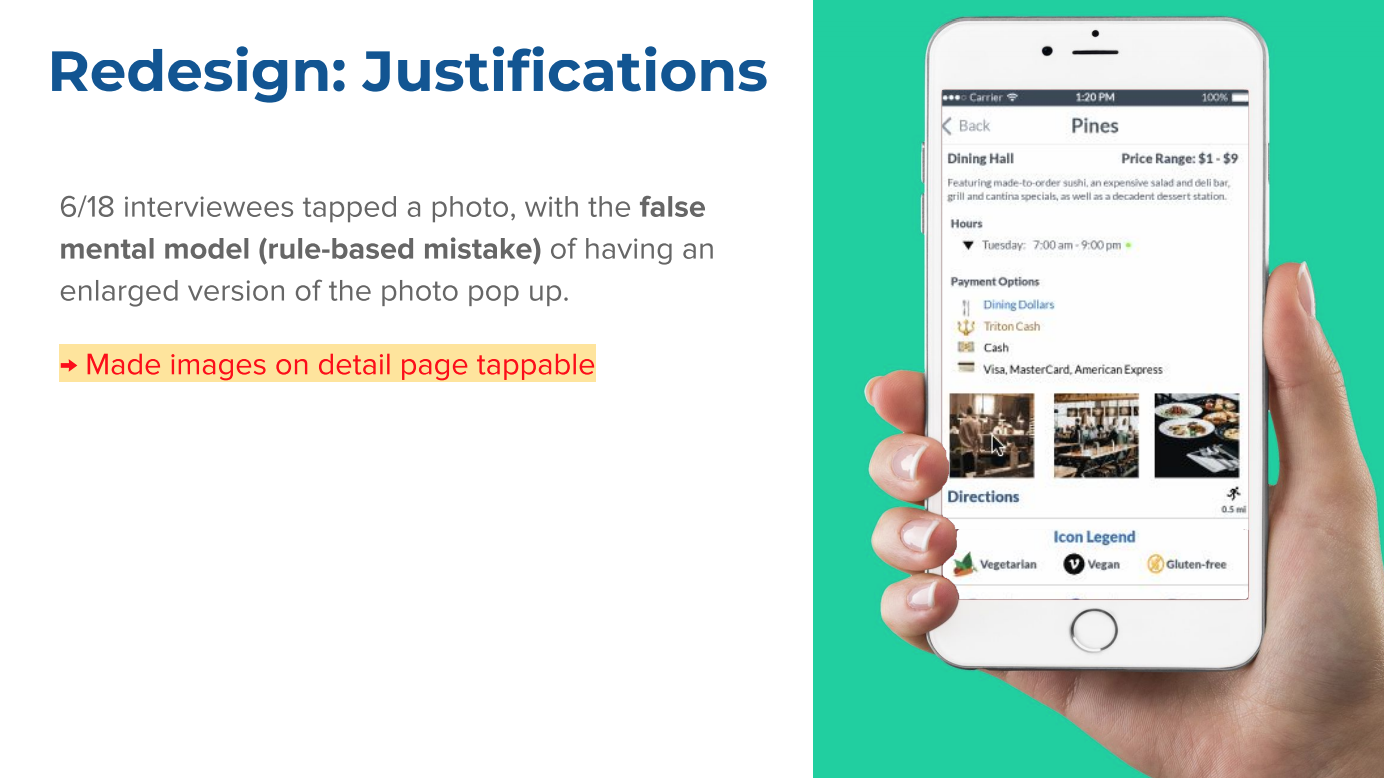 Redesign: Justifications
6/18 interviewees tapped a photo, with the false
mental model (rule-based mistake) of having an
enlarged version of the photo pop up.
→ Made images on detail page tappable
Carrier 1:20 PM 100%
Back Pines
Dining Hall Price Range: $1 - $9
Featuring made-to-order sushi, an expensive salad and deli bar,
grill and cantina specials, as well as a decadent dessert station.
Hours
Tuesday: 7:00 am - 9:00 pm
Payment Options
Dining Dollars
Triton Cash
Cash
Visa, MasterCard, American Express
Directions
0.5 mi
Icon Legend
Vegetarian V Vegan Gluten-free